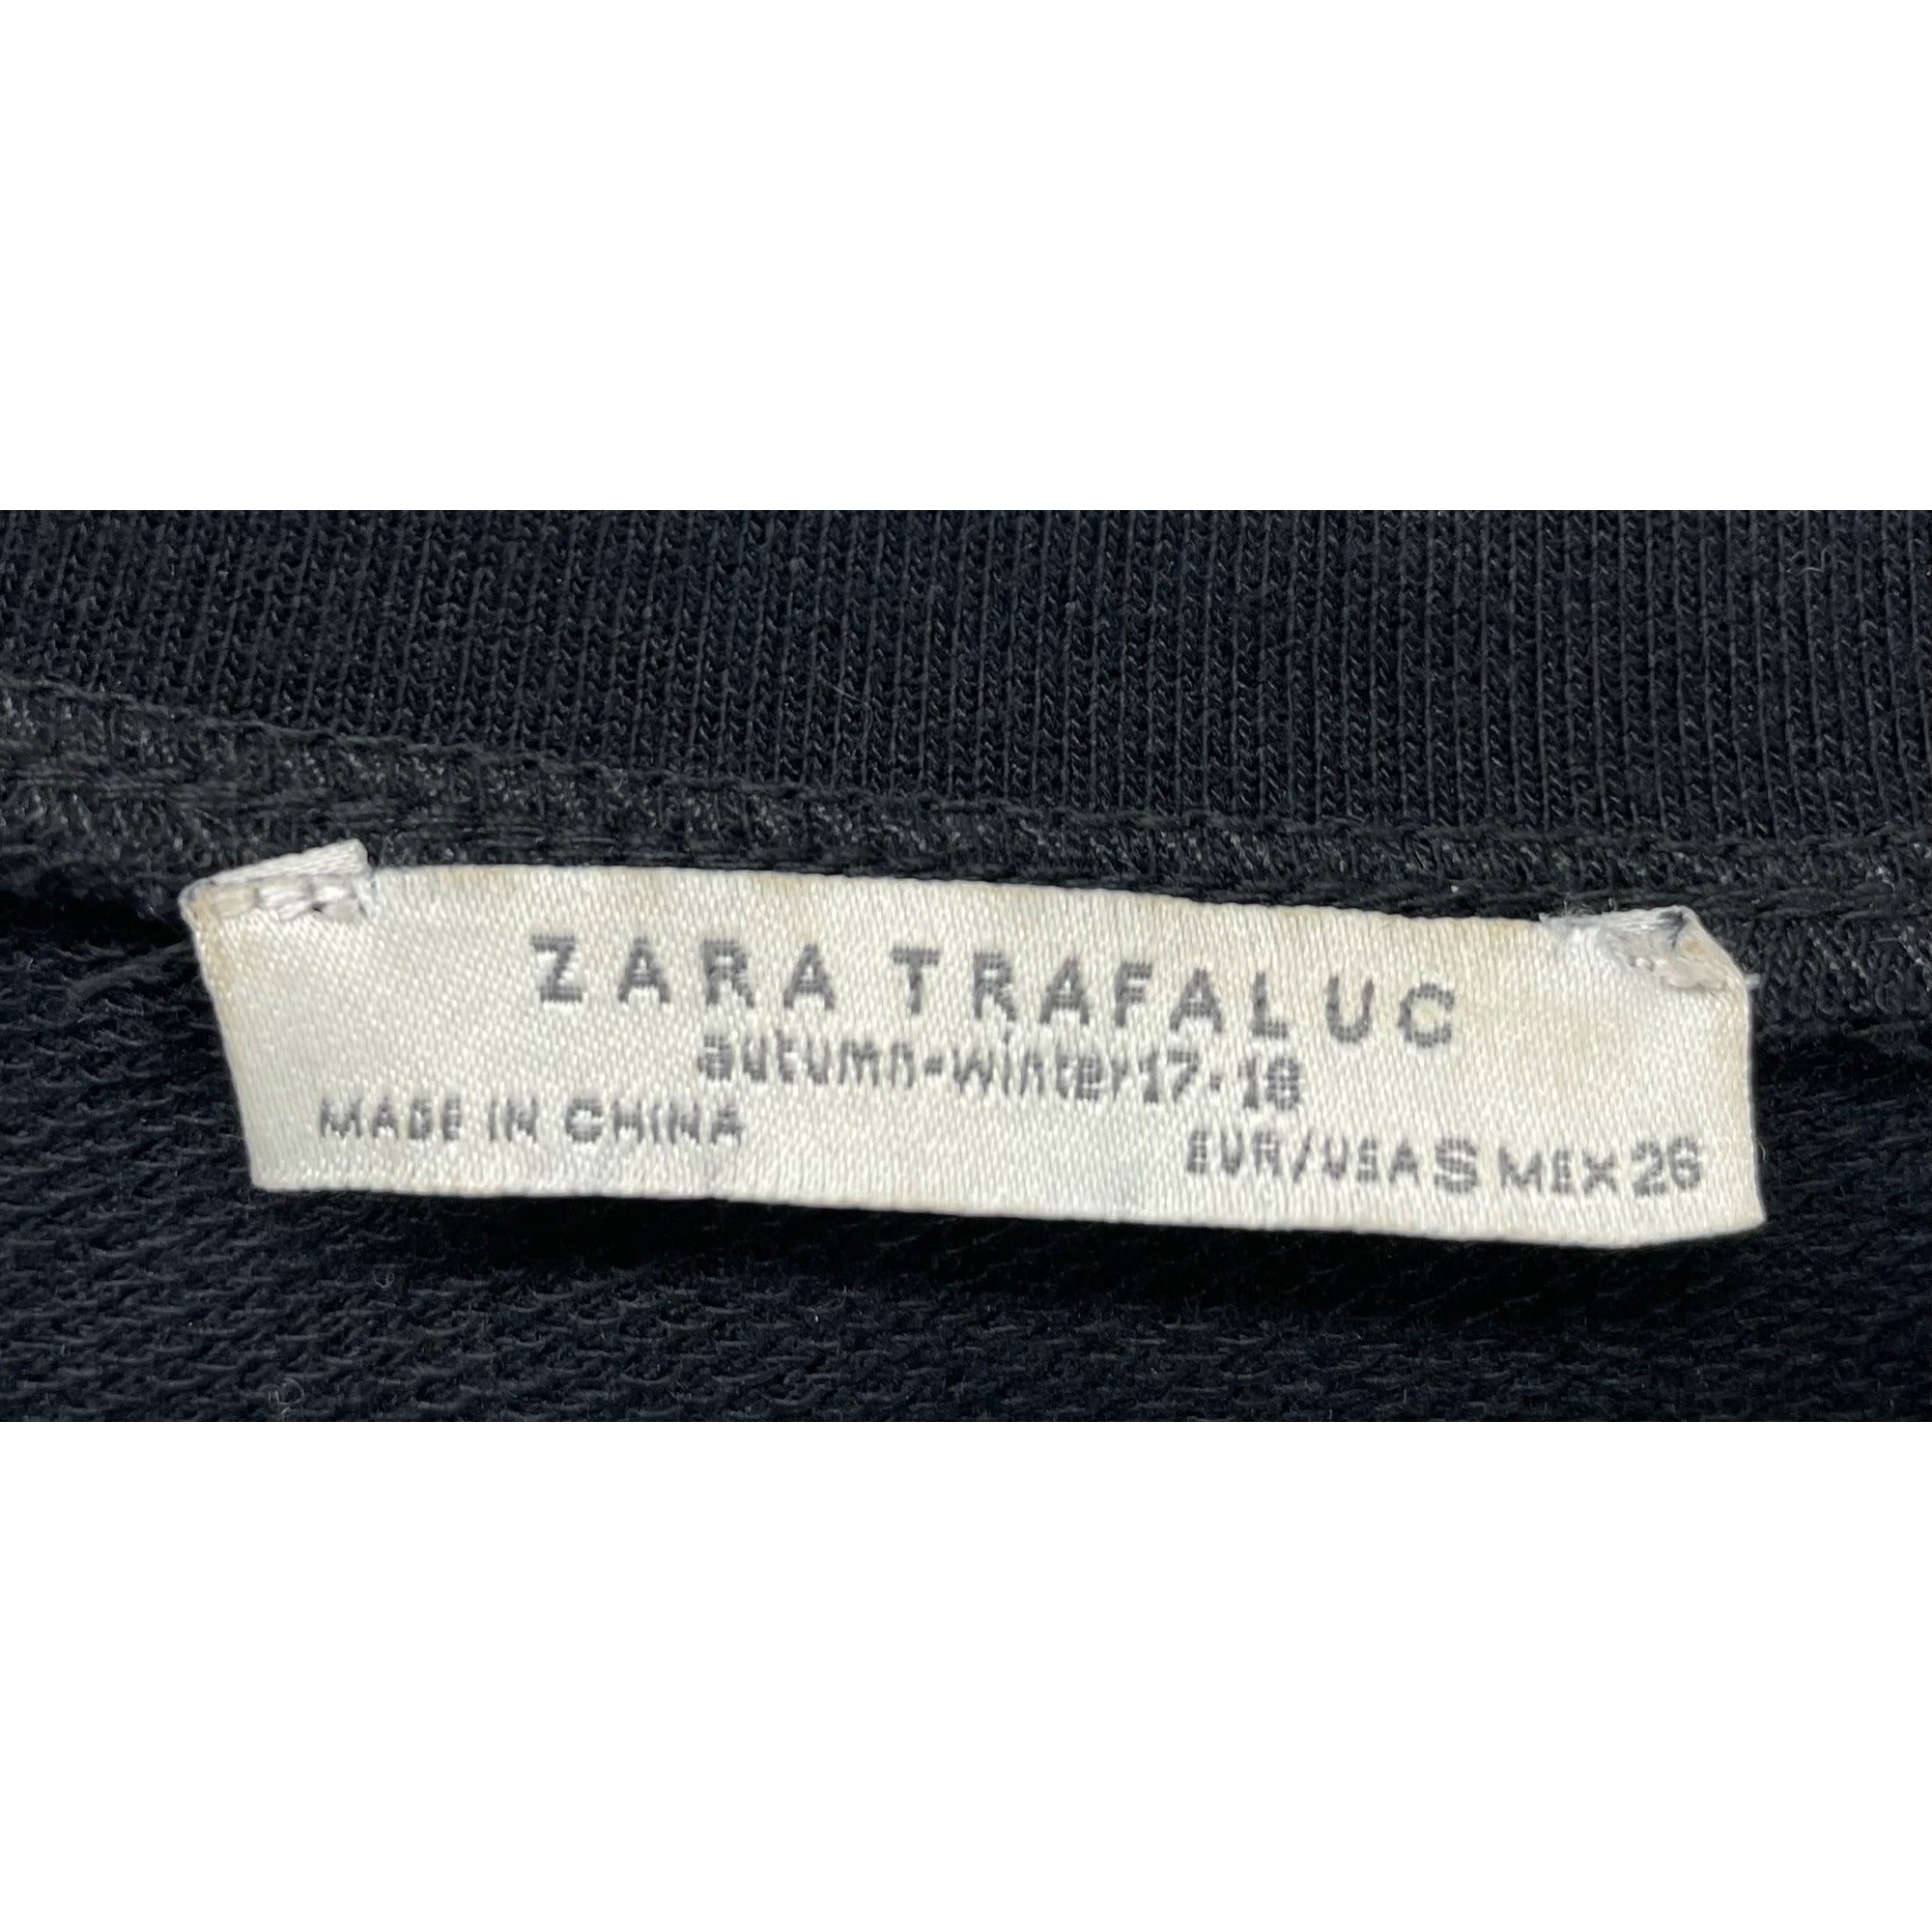 ZARA TRAFALUC
autumn-winter17-18
MADE IN CHINA
EUR/USA S MEX 26